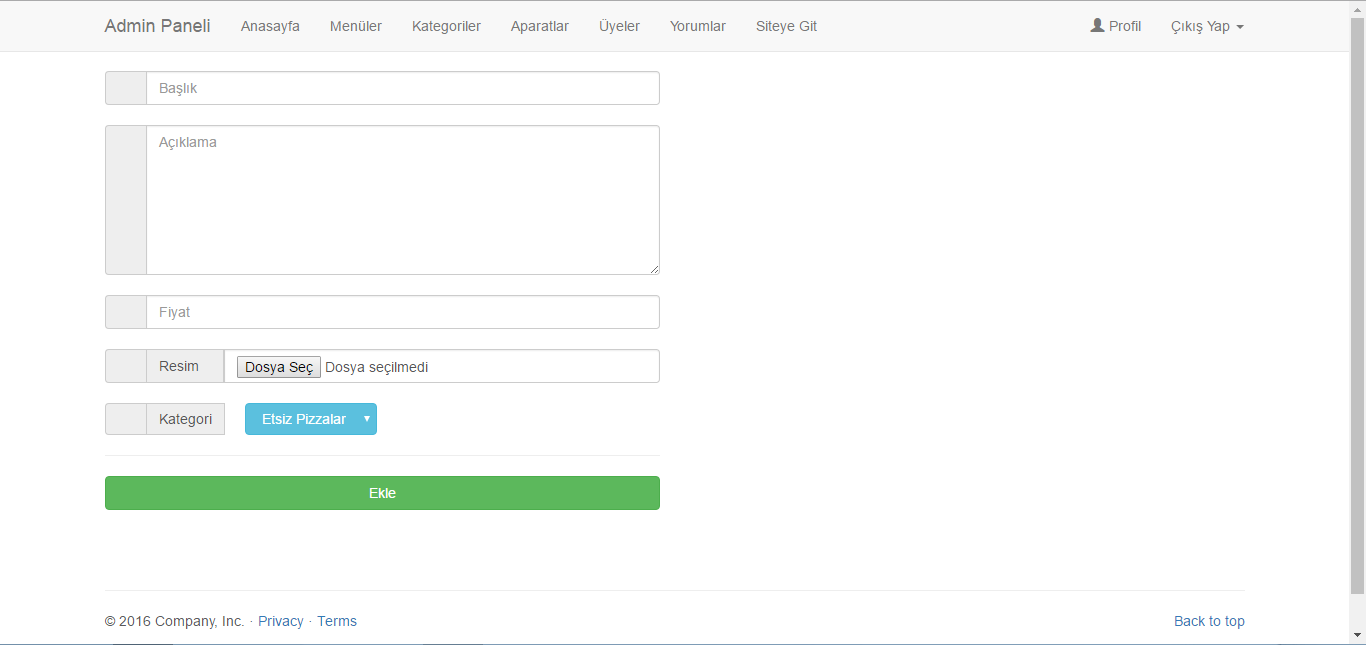 Admin Paneli Anasayfa Menüler Kategoriler Aparatlar Üyeler Yorumlar Siteye Git Profil Çıkış Yap
Başlık
Açıklama
Fiyat
Resim Dosya Seç Dosya seçilmedi
Kategori Etsiz Pizzalar
Ekle
© 2016 Company, Inc. · Privacy · Terms Back to top